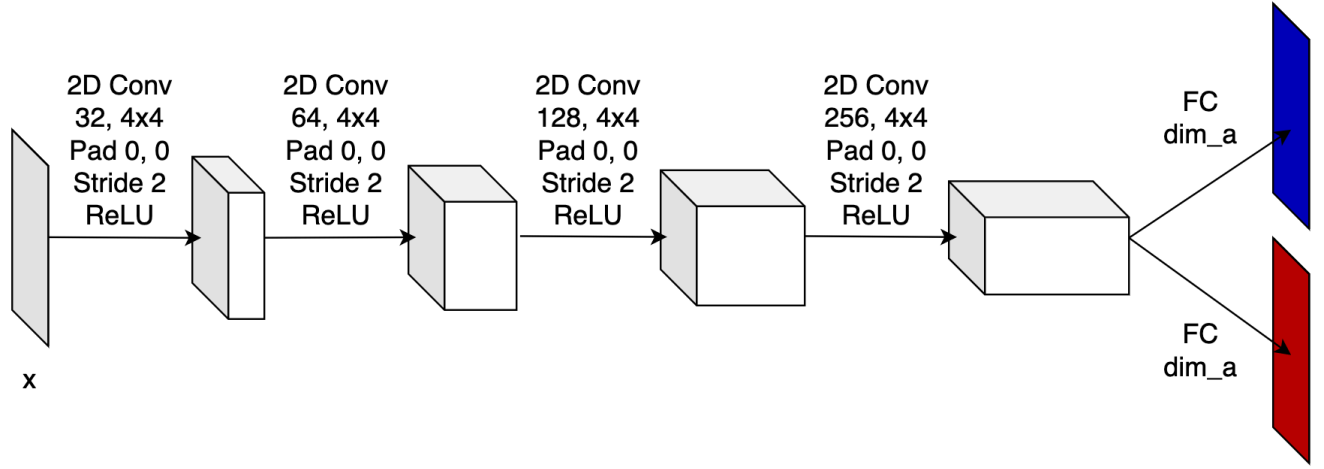 2D Conv
32, 4x4
Pad 0, 0
Stride 2
ReLU
2D Conv
64, 4x4
Pad 0, 0
Stride 2
ReLU
2D Conv
128, 4x4
Pad 0, 0
Stride 2
ReLU
2D Conv
256, 4x4
Pad 0, 0
Stride 2
ReLU
FC
dim_a
FC
dim_a
x